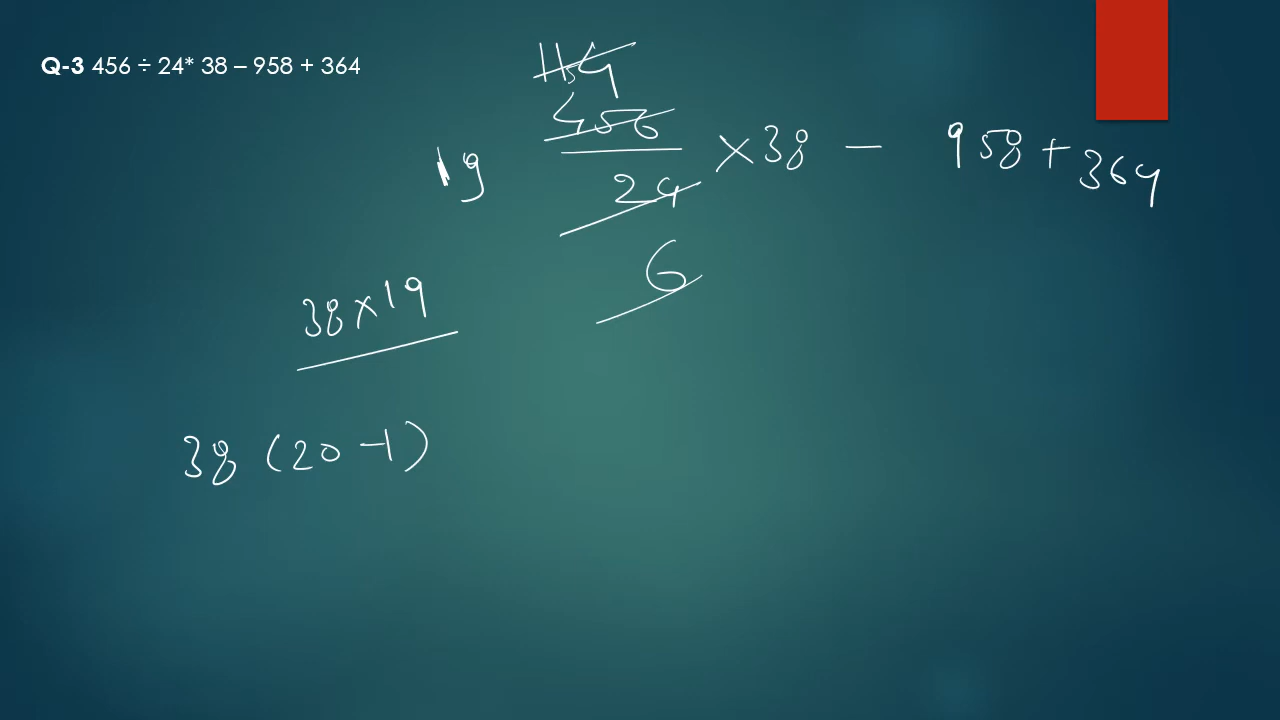 Q-3 456 ÷ 24* 38 – 958 + 364
114
456
19
× 38 – 958 + 364
24
6
38 × 19
38 (20 -1)